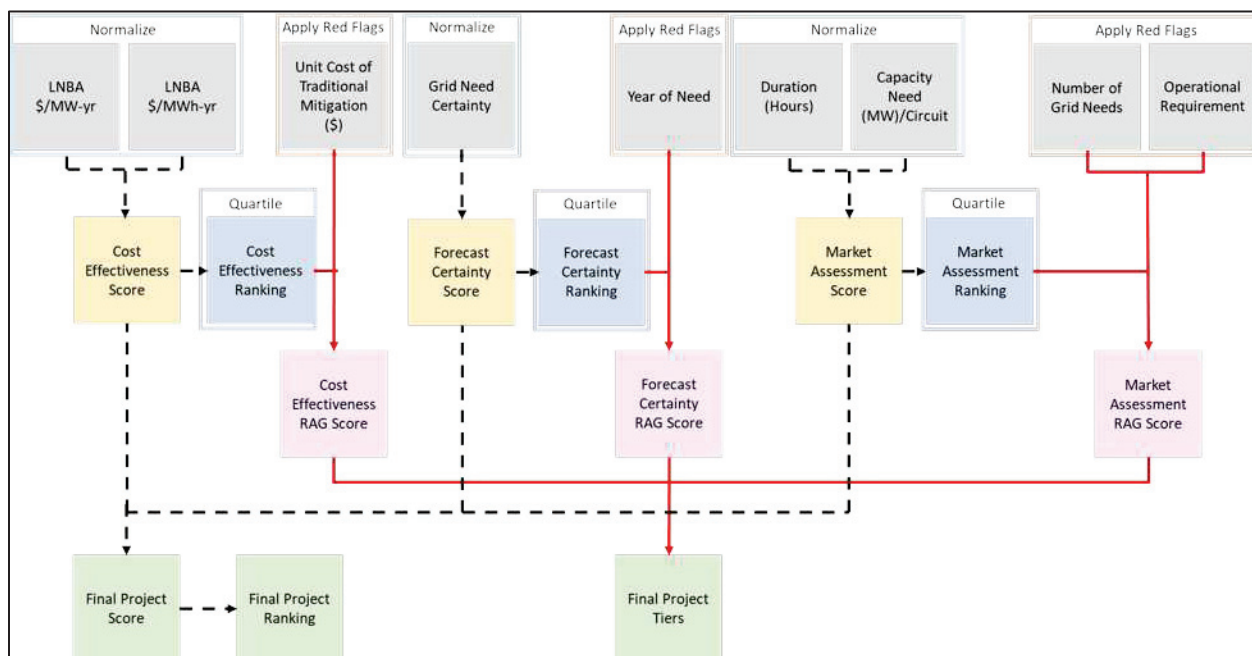 Normalize
LNBA
$/MW-yr
LNBA
$/MWh-yr
Apply Red Flags
Unit Cost of
Traditional
Mitigation
($)
Normalize
Grid Need
Certainty
Apply Red Flags
Year of Need
Normalize
Duration
(Hours)
Capacity
Need
(MW)/Circuit
Apply Red Flags
Number of
Grid Needs
Operational
Requirement
Cost
Effectiveness
Score
Quartile
Cost
Effectiveness
Ranking
Forecast
Certainty
Score
Quartile
Forecast
Certainty
Ranking
Market
Assessment
Score
Quartile
Market
Assessment
Ranking
Cost
Effectiveness
RAG Score
Forecast
Certainty
RAG Score
Market
Assessment
RAG Score
Final Project
Score
Final Project
Ranking
Final Project
Tiers